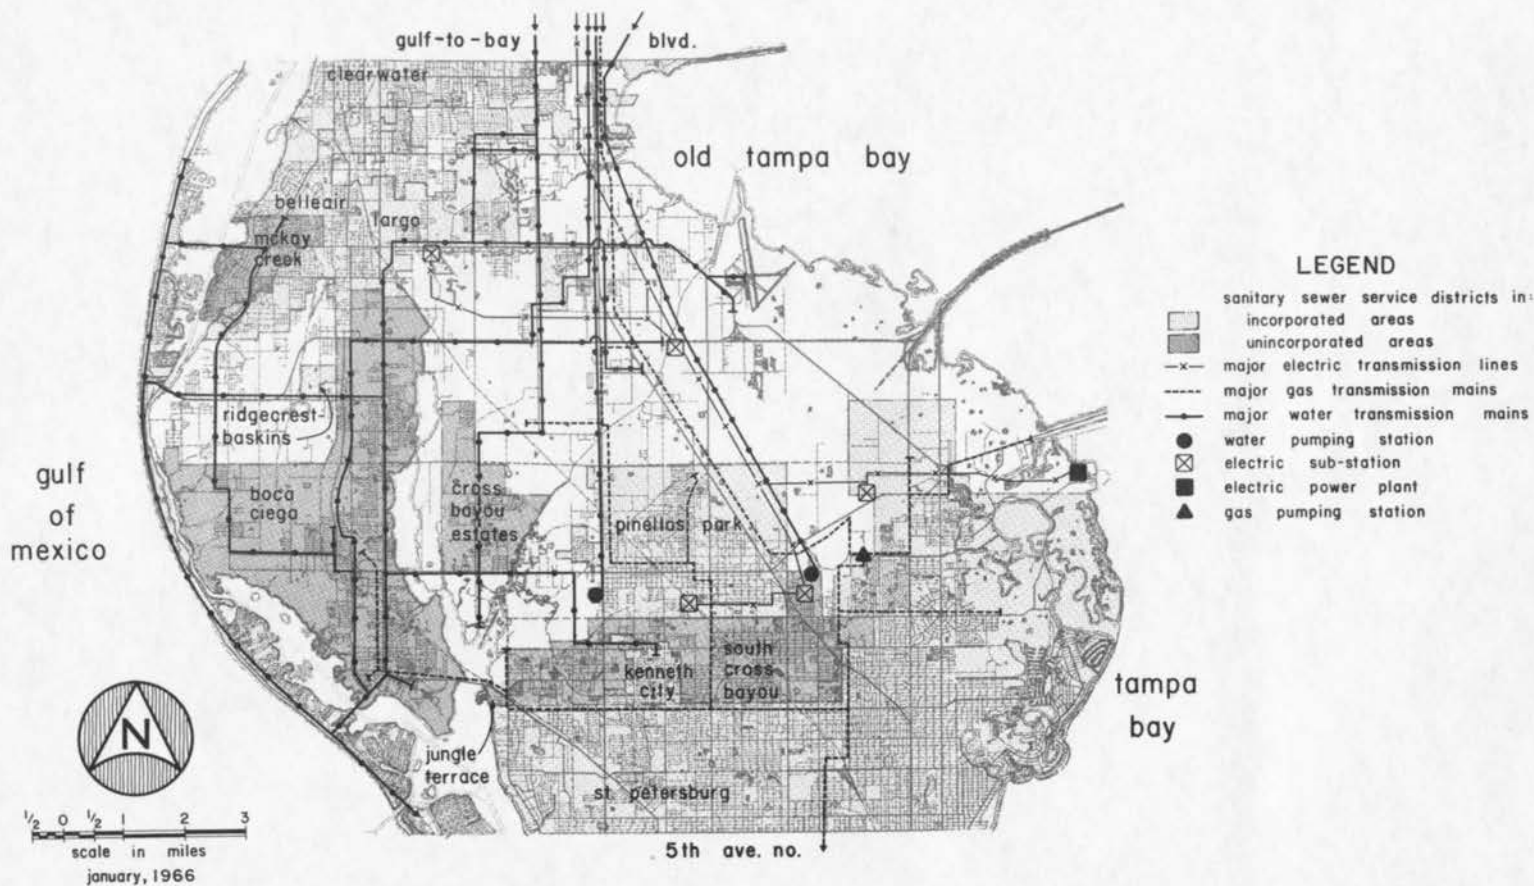 gulf-to-bay blvd.
clearwater
old tampa bay
belleair
largo
mckay
creek
ridgecrest-
baskins
gulf
of
mexico
boca
ciega
cross
bayou
estates
pinellas park
kenneth
city
south
cross
bayou
tampa
bay
jungle
terrace
st. petersburg
5th ave. no.
N
1/2 0 1/2 1 2 3
scale in miles
january, 1966
LEGEND
sanitary sewer service districts in:
incorporated areas
unincorporated areas
major electric transmission lines
major gas transmission mains
major water transmission mains
water pumping station
electric sub-station
electric power plant
gas pumping station